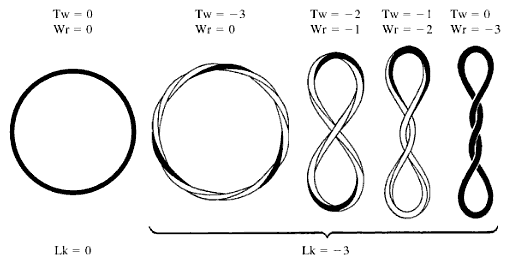 Tw = 0 Tw = −3 Tw = −2 Tw = −1 Tw = 0
Wr = 0 Wr = 0 Wr = −1 Wr = −2 Wr = −3
Lk = 0 Lk = −3